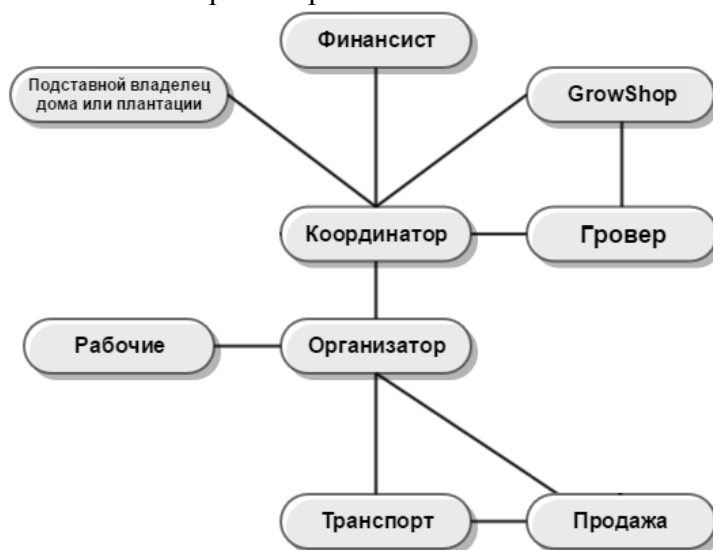 Финансист
Подставной владелец
дома или плантации
GrowShop
Координатор
Гровер
Рабочие
Организатор
Транспорт
Продажа